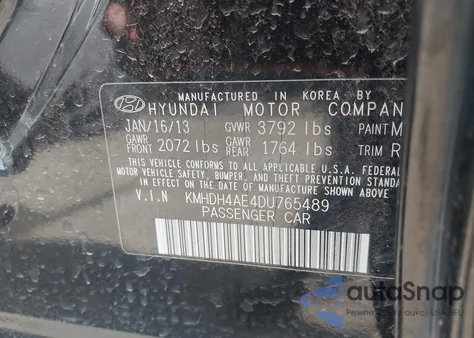 MANUFACTURED IN KOREA BY
HYUNDAI MOTOR COMPAN
JAN/16/13 GVWR 3792 lbs PAINT M
GAWR FRONT 2072 lbs GAWR REAR 1764 lbs TRIM R
THIS VEHICLE CONFORMS TO ALL APPLICABLE U.S.A. FEDERAL
MOTOR VEHICLE SAFETY, BUMPER, AND THEFT PREVENTION STANDA
IN EFFECT ON THE DATE OF MANUFACTURE SHOWN ABOVE
V.I.N KMHDH4AE4DU765489
PASSENGER CAR
autoSnap